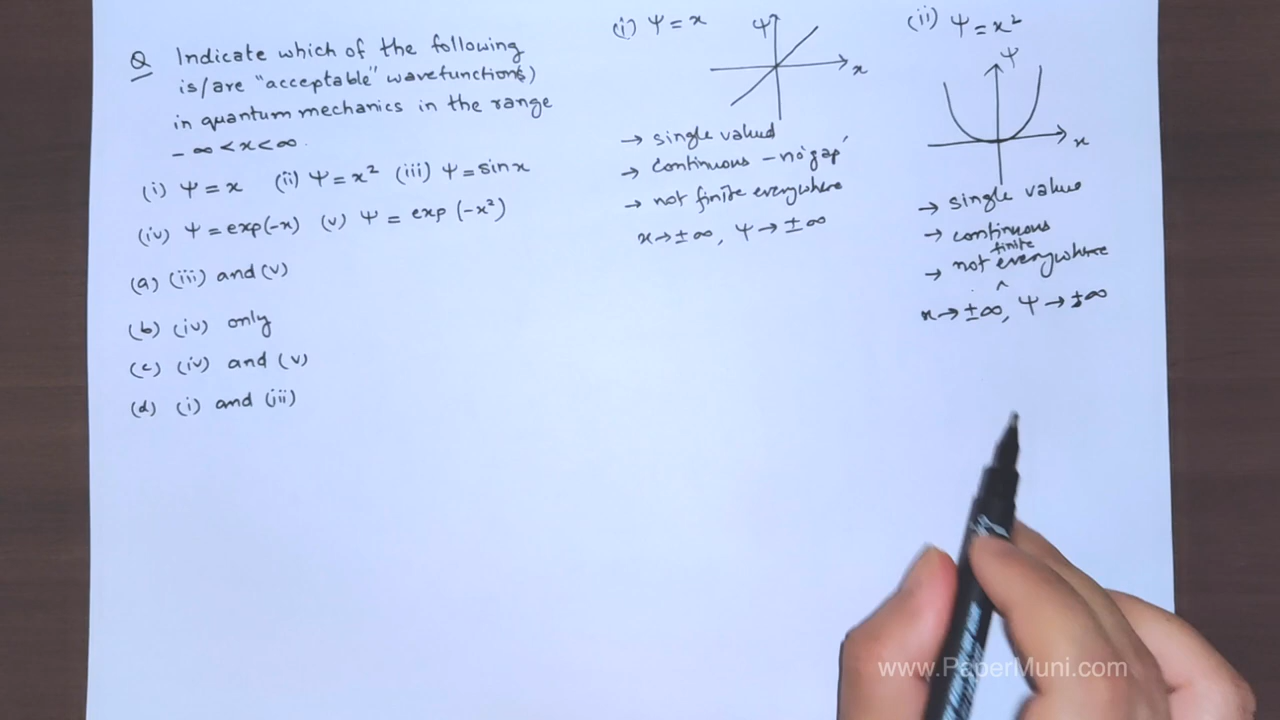 Q Indicate which of the following
is/are "acceptable" wavefunction(s)
in quantum mechanics in the range
- ∞ < x < ∞.
(i) Ψ = x (ii) Ψ = x² (iii) Ψ = sin x
(iv) Ψ = exp(-x) (v) Ψ = exp (-x²)
(a) (iii) and (v)
(b) (iv) only
(c) (iv) and (v)
(d) (i) and (iii)
(i) Ψ = x
Ψ
x
→ single valued
→ continuous - no 'gap'
→ not finite everywhere
x → ±∞, Ψ → ±∞
(ii) Ψ = x²
Ψ
x
→ single value
→ continuous
→ not finite everywhere
x → ±∞, Ψ → ±∞
www.PaperMuni.com